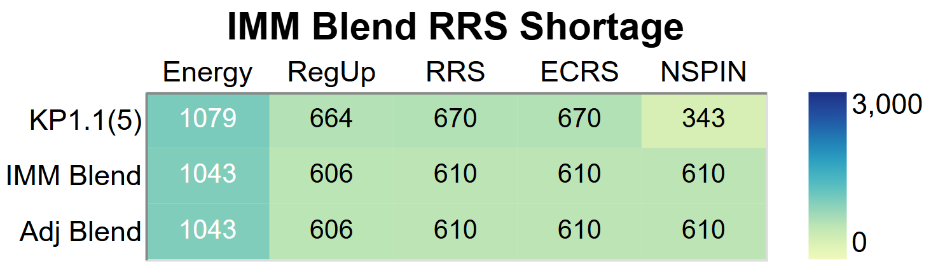 IMM Blend RRS Shortage
Energy RegUp RRS ECRS NSPIN
KP1.1(5) 1079 664 670 670 343
IMM Blend 1043 606 610 610 610
Adj Blend 1043 606 610 610 610
3,000
0